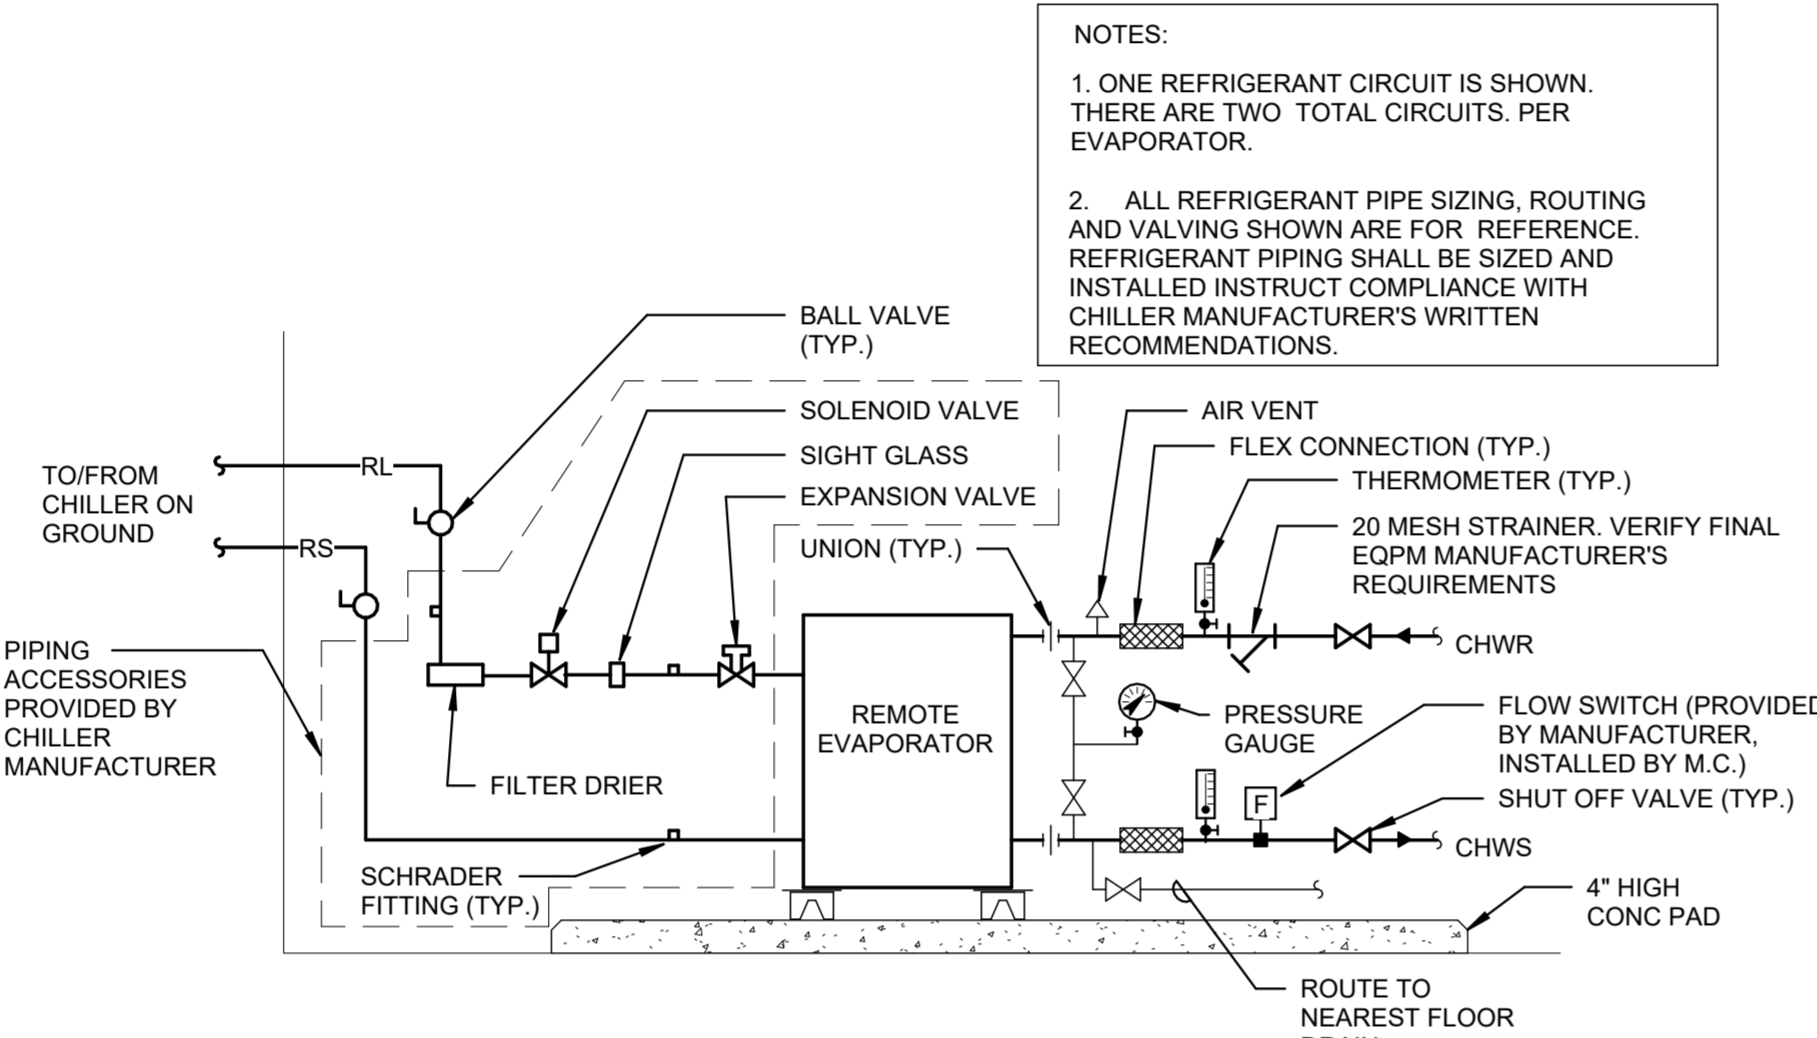 NOTES:
1. ONE REFRIGERANT CIRCUIT IS SHOWN.
THERE ARE TWO TOTAL CIRCUITS. PER
EVAPORATOR.
2. ALL REFRIGERANT PIPE SIZING, ROUTING
AND VALVING SHOWN ARE FOR REFERENCE.
REFRIGERANT PIPING SHALL BE SIZED AND
INSTALLED INSTRUCT COMPLIANCE WITH
CHILLER MANUFACTURER'S WRITTEN
RECOMMENDATIONS.
BALL VALVE
(TYP.)
SOLENOID VALVE
SIGHT GLASS
EXPANSION VALVE
UNION (TYP.)
AIR VENT
FLEX CONNECTION (TYP.)
THERMOMETER (TYP.)
20 MESH STRAINER. VERIFY FINAL
EQPM MANUFACTURER'S
REQUIREMENTS
TO/FROM
CHILLER ON
GROUND
RL
RS
PIPING
ACCESSORIES
PROVIDED BY
CHILLER
MANUFACTURER
FILTER DRIER
SCHRADER
FITTING (TYP.)
REMOTE
EVAPORATOR
CHWR
PRESSURE
GAUGE
FLOW SWITCH (PROVIDED
BY MANUFACTURER,
INSTALLED BY M.C.)
F
SHUT OFF VALVE (TYP.)
CHWS
4" HIGH
CONC PAD
ROUTE TO
NEAREST FLOOR